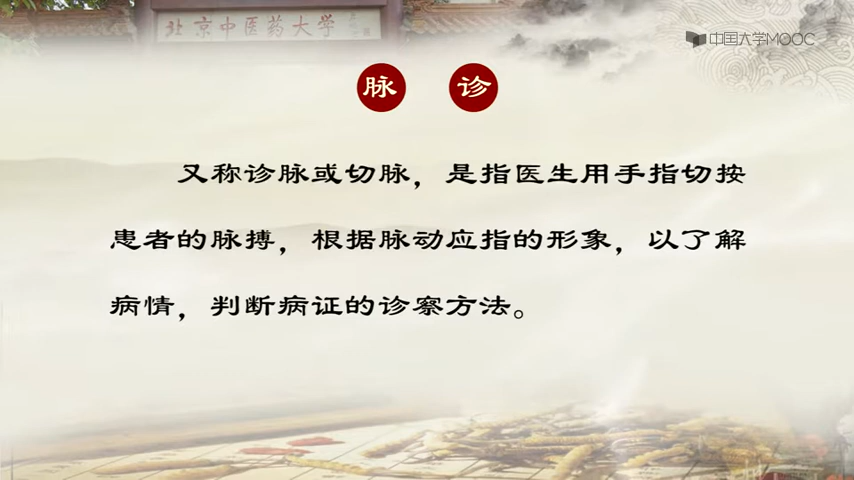 北京中医药大学
中国大学MOOC
脉 诊
又称诊脉或切脉，是指医生用手指切按
患者的脉搏，根据脉动应指的形象，以了解
病情，判断病证的诊察方法。